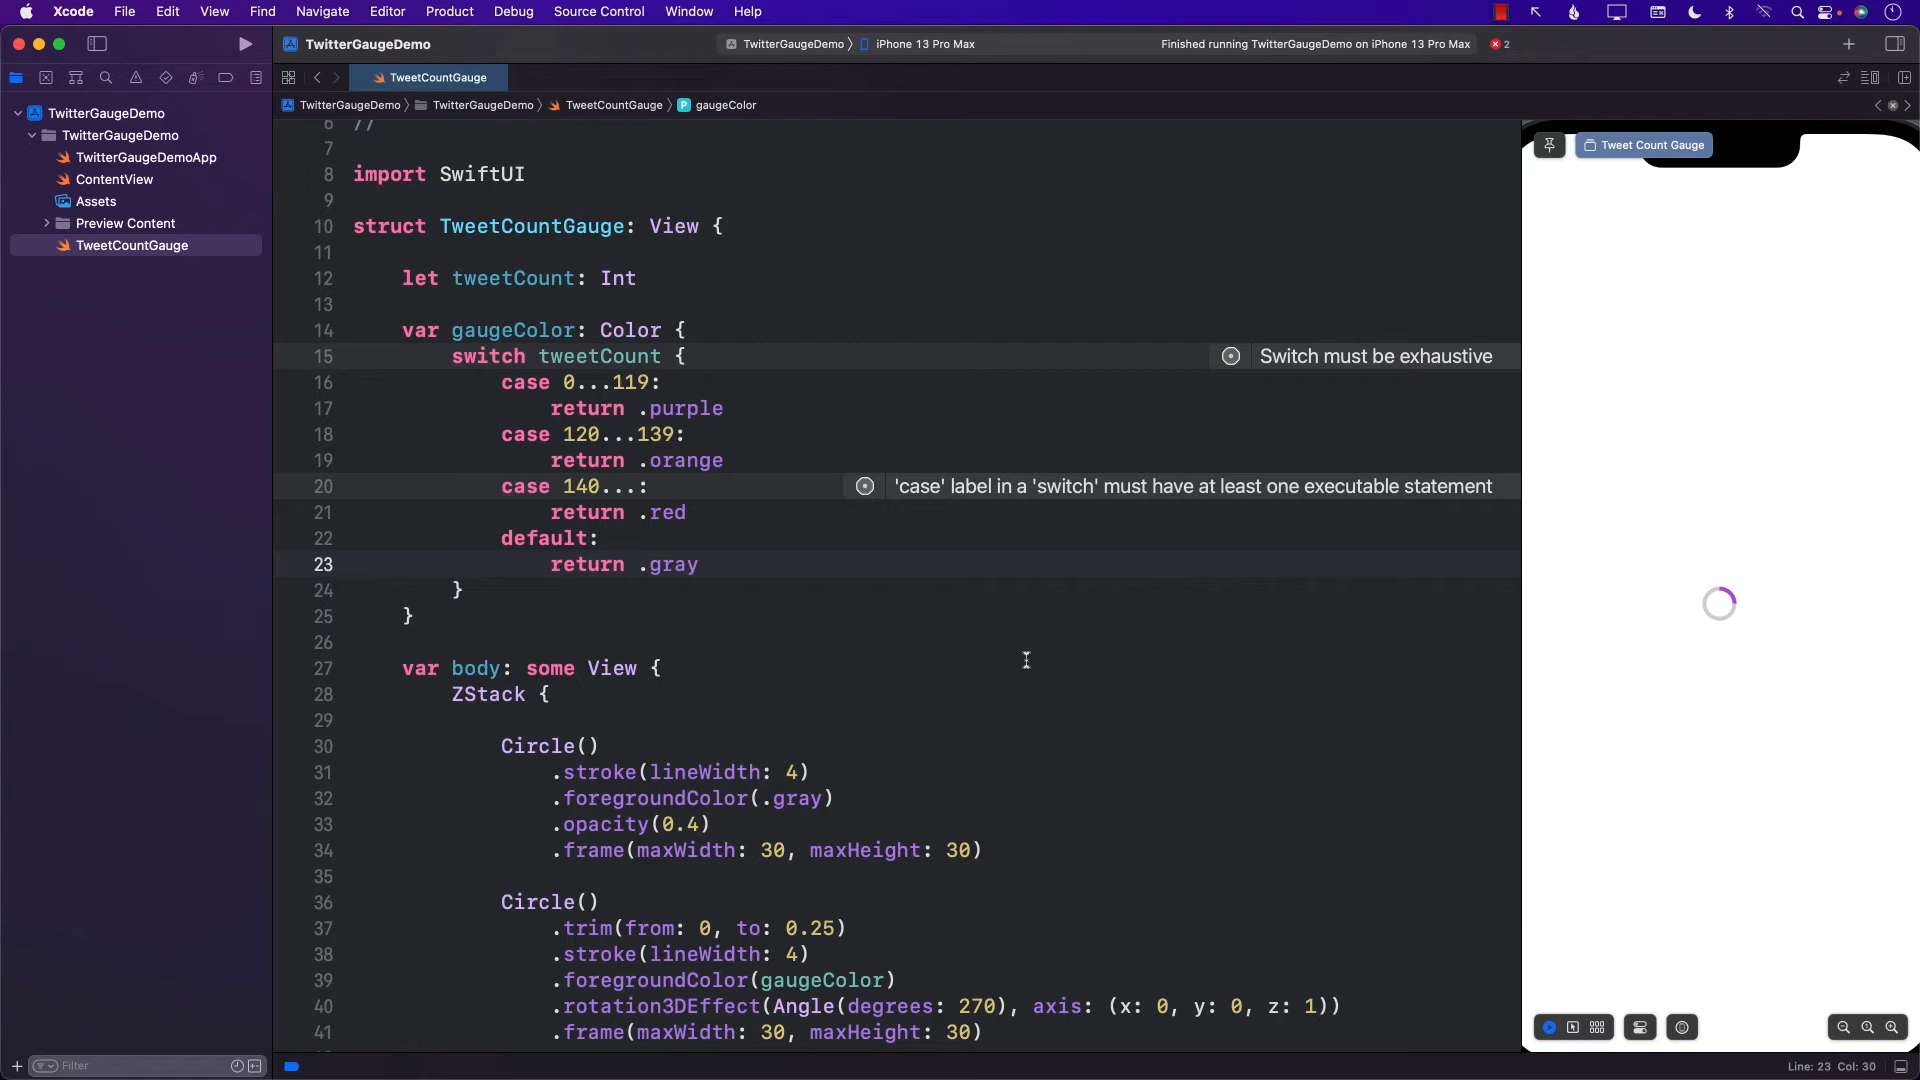 Xcode File Edit View Find Navigate Editor Product Debug Source Control Window Help
TwitterGaugeDemo
TwitterGaugeDemo 〉 iPhone 13 Pro Max
Finished running TwitterGaugeDemo on iPhone 13 Pro Max
2
TweetCountGauge
TwitterGaugeDemo 〉 TwitterGaugeDemo 〉 TweetCountGauge 〉 P gaugeColor
TwitterGaugeDemo
TwitterGaugeDemo
TwitterGaugeDemoApp
ContentView
Assets
Preview Content
TweetCountGauge
6 //
7
8 import SwiftUI
9
10 struct TweetCountGauge: View {
11
12 let tweetCount: Int
13
14 var gaugeColor: Color {
15 switch tweetCount {
Switch must be exhaustive
16 case 0...119:
17 return .purple
18 case 120...139:
19 return .orange
20 case 140...:
'case' label in a 'switch' must have at least one executable statement
21 return .red
22 default:
23 return .gray
24 }
25 }
26
27 var body: some View {
28 ZStack {
29
30 Circle()
31 .stroke(lineWidth: 4)
32 .foregroundColor(.gray)
33 .opacity(0.4)
34 .frame(maxWidth: 30, maxHeight: 30)
35
36 Circle()
37 .trim(from: 0, to: 0.25)
38 .stroke(lineWidth: 4)
39 .foregroundColor(gaugeColor)
40 .rotation3DEffect(Angle(degrees: 270), axis: (x: 0, y: 0, z: 1))
41 .frame(maxWidth: 30, maxHeight: 30)
Tweet Count Gauge
Filter
Line: 23 Col: 30